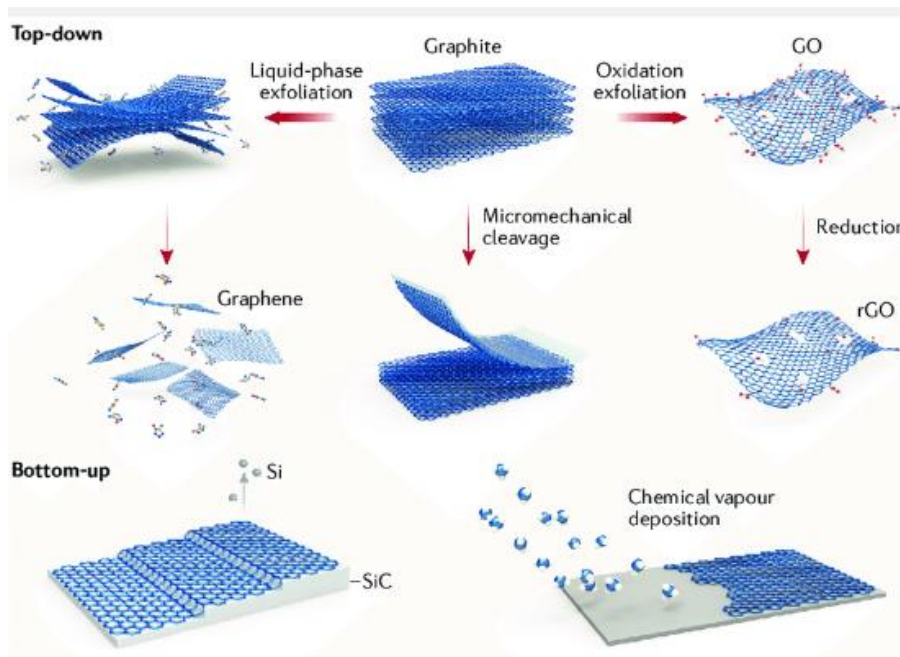 Top-down
Graphite
GO
Liquid-phase
exfoliation
Oxidation
exfoliation
Micromechanical
cleavage
Reduction
Graphene
rGO
Bottom-up
Si
Chemical vapour
deposition
SiC